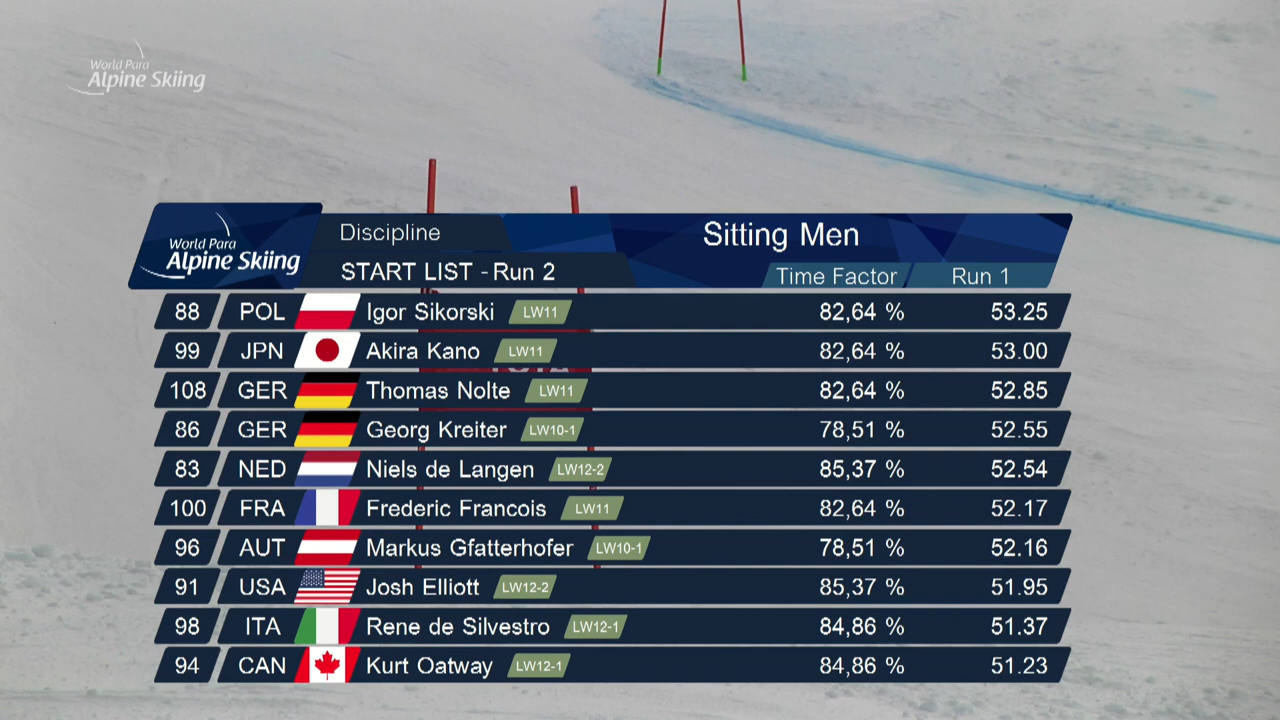 World Para
Alpine Skiing
World Para
Alpine Skiing
Discipline
Sitting Men
START LIST - Run 2
Time Factor Run 1
88 POL Igor Sikorski LW11 82,64 % 53.25
99 JPN Akira Kano LW11 82,64 % 53.00
108 GER Thomas Nolte LW11 82,64 % 52.85
86 GER Georg Kreiter LW10-1 78,51 % 52.55
83 NED Niels de Langen LW12-2 85,37 % 52.54
100 FRA Frederic Francois LW11 82,64 % 52.17
96 AUT Markus Gfatterhofer LW10-1 78,51 % 52.16
91 USA Josh Elliott LW12-2 85,37 % 51.95
98 ITA Rene de Silvestro LW12-1 84,86 % 51.37
94 CAN Kurt Oatway LW12-1 84,86 % 51.23